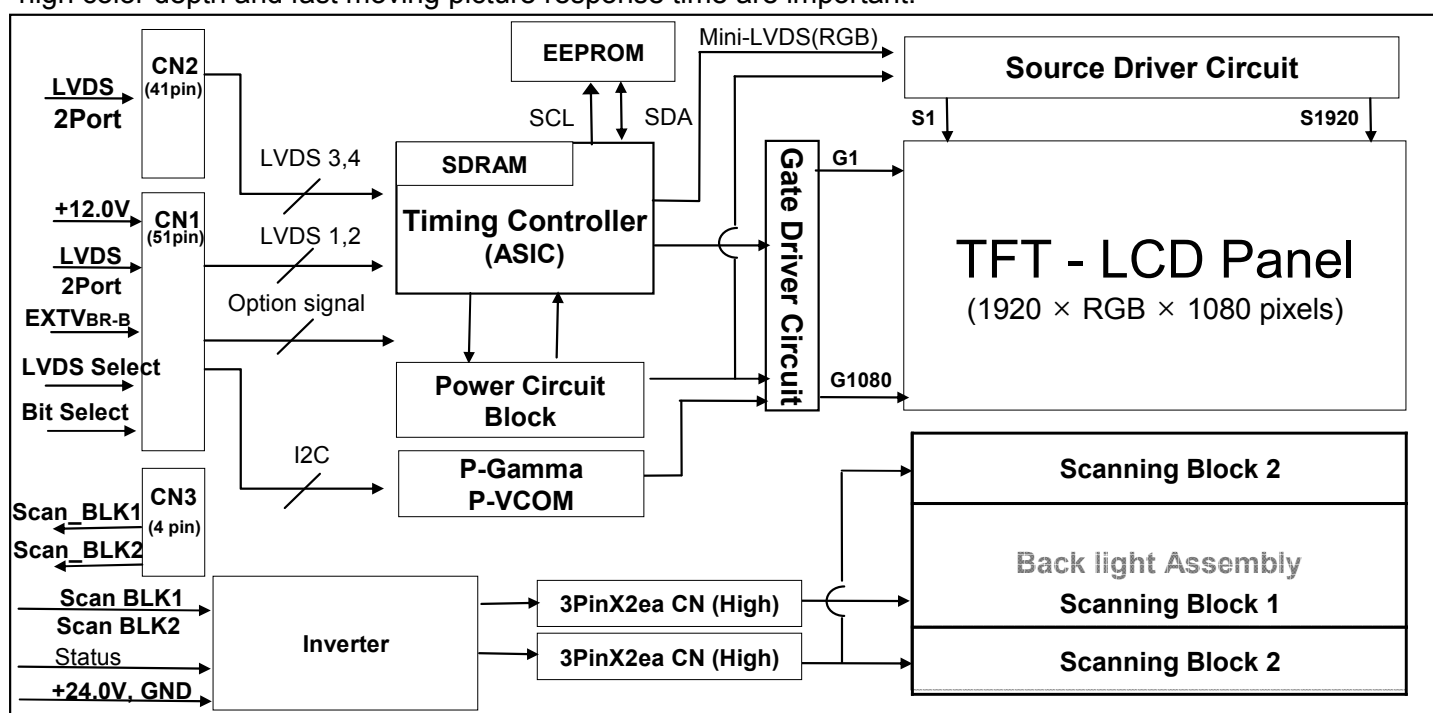 high color depth and fast moving picture response time are important.
EEPROM
Mini-LVDS(RGB)
Source Driver Circuit
CN2
(41pin)
LVDS
2Port
SCL
SDA
S1
S1920
LVDS 3,4
SDRAM
Timing Controller
(ASIC)
Gate Driver Circuit
G1
G1080
TFT - LCD Panel
(1920 × RGB × 1080 pixels)
+12.0V
CN1
(51pin)
LVDS
2Port
LVDS 1,2
EXTVBR-B
Option signal
LVDS Select
Bit Select
Power Circuit
Block
I2C
P-Gamma
P-VCOM
CN3
(4 pin)
Scan_BLK1
Scan_BLK2
Scanning Block 2
Back light Assembly
Scanning Block 1
Scanning Block 2
Scan BLK1
Scan BLK2
Status
+24.0V, GND
Inverter
3PinX2ea CN (High)
3PinX2ea CN (High)